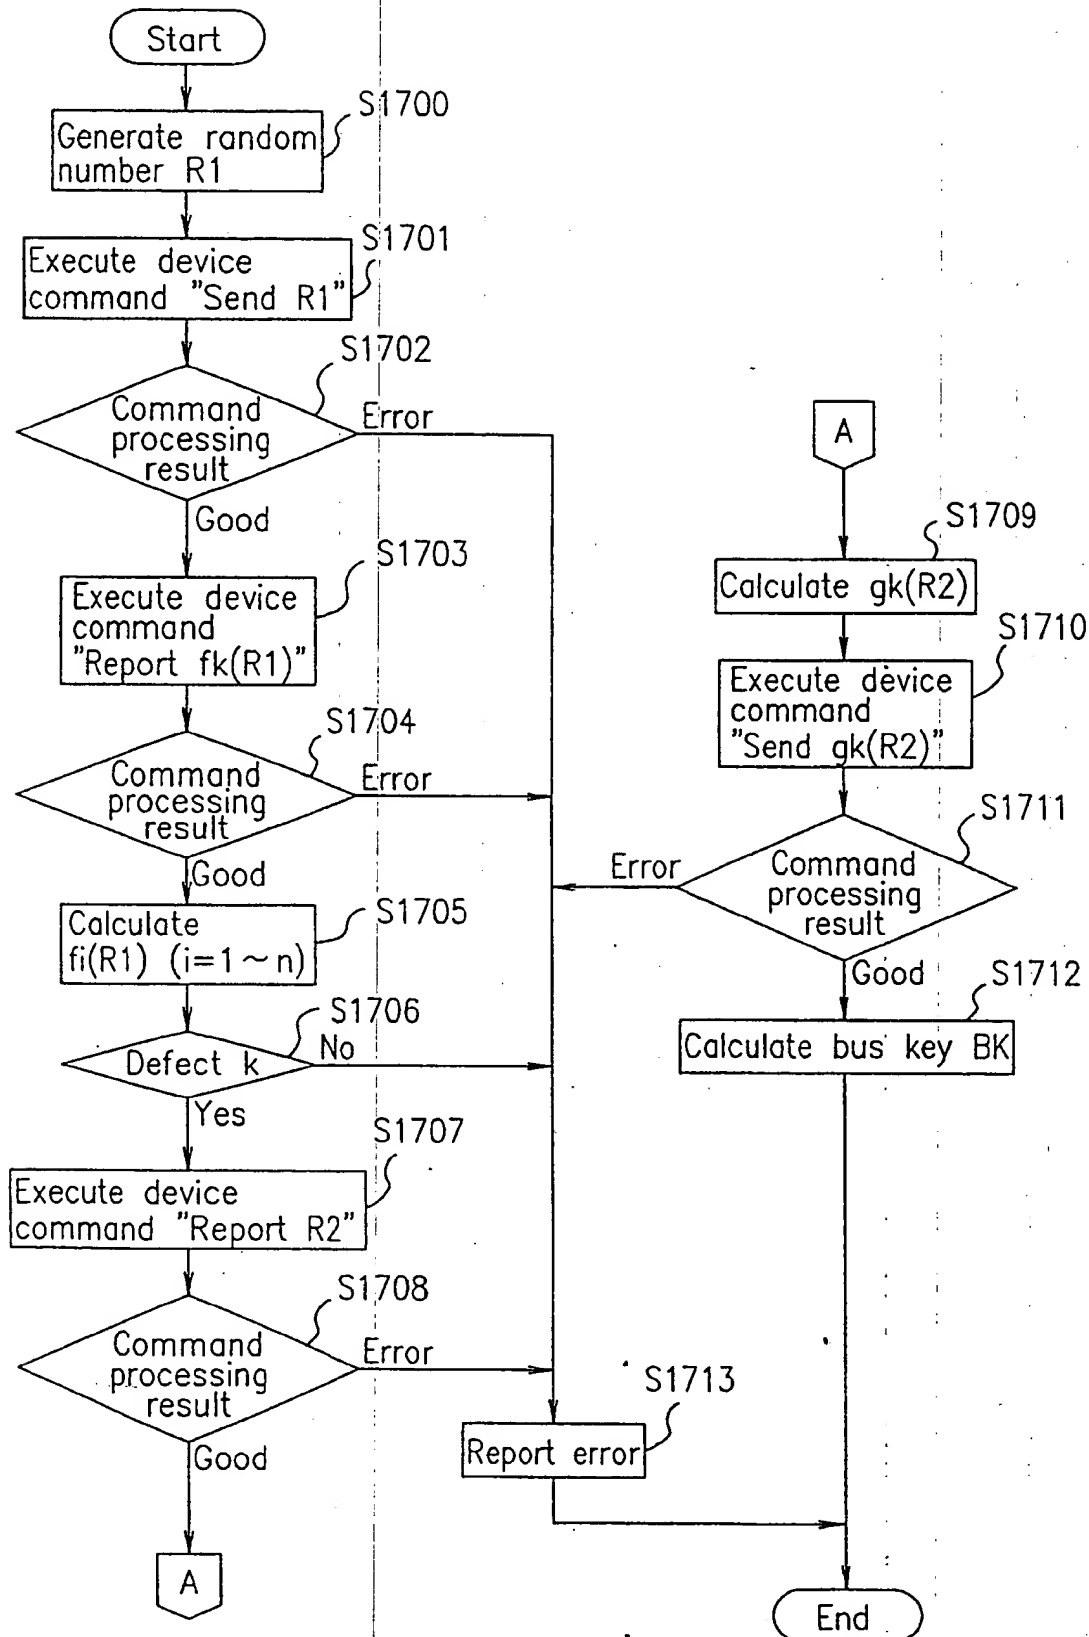 Start
S1700
Generate random
number R1
S1701
Execute device
command "Send R1"
S1702
Command
processing
result
Error
Good
S1703
Execute device
command
"Report fk(R1)"
S1704
Command
processing
result
Error
Good
S1705
Calculate
fi(R1) (i=1~n)
S1706
Defect k
No
Yes
S1707
Execute device
command "Report R2"
S1708
Command
processing
result
Error
Good
A
A
S1709
Calculate gk(R2)
S1710
Execute device
command
"Send gk(R2)"
S1711
Command
processing
result
Error
Good
S1712
Calculate bus key BK
S1713
Report error
End